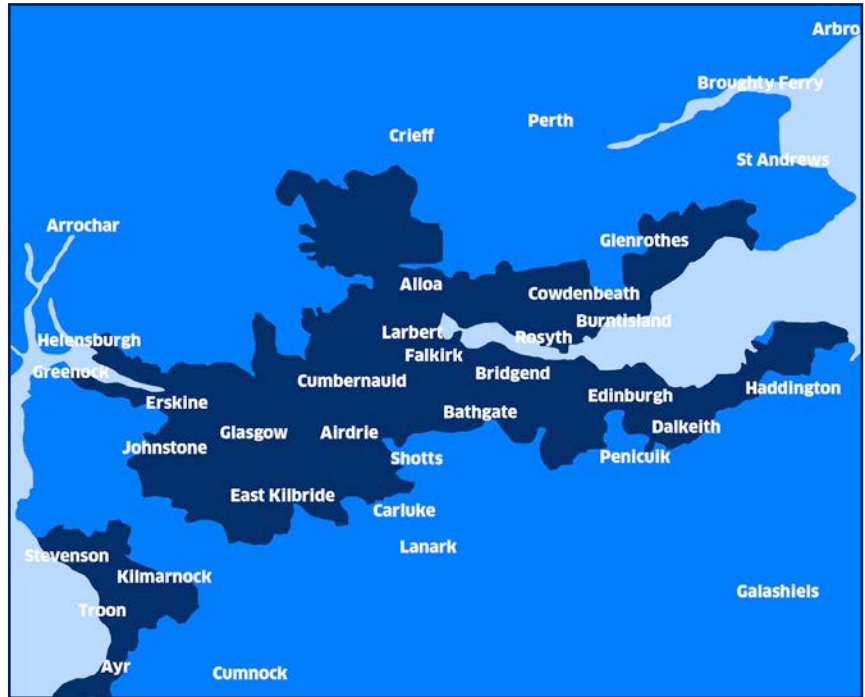 Arbro
Broughty Ferry
Perth
Crieff
St Andrews
Arrochar
Glenrothes
Alloa
Cowdenbeath
Burntisland
Larbert
Rosyth
Helensburgh
Falkirk
Greenock
Bridgend
Cumbernauld
Haddington
Edinburgh
Erskine
Bathgate
Dalkeith
Glasgow
Airdrie
Johnstone
Shotts
Penicuik
East Kilbride
Carluke
Lanark
Stevenson
Kilmarnock
Galashiels
Troon
Ayr
Cumnock